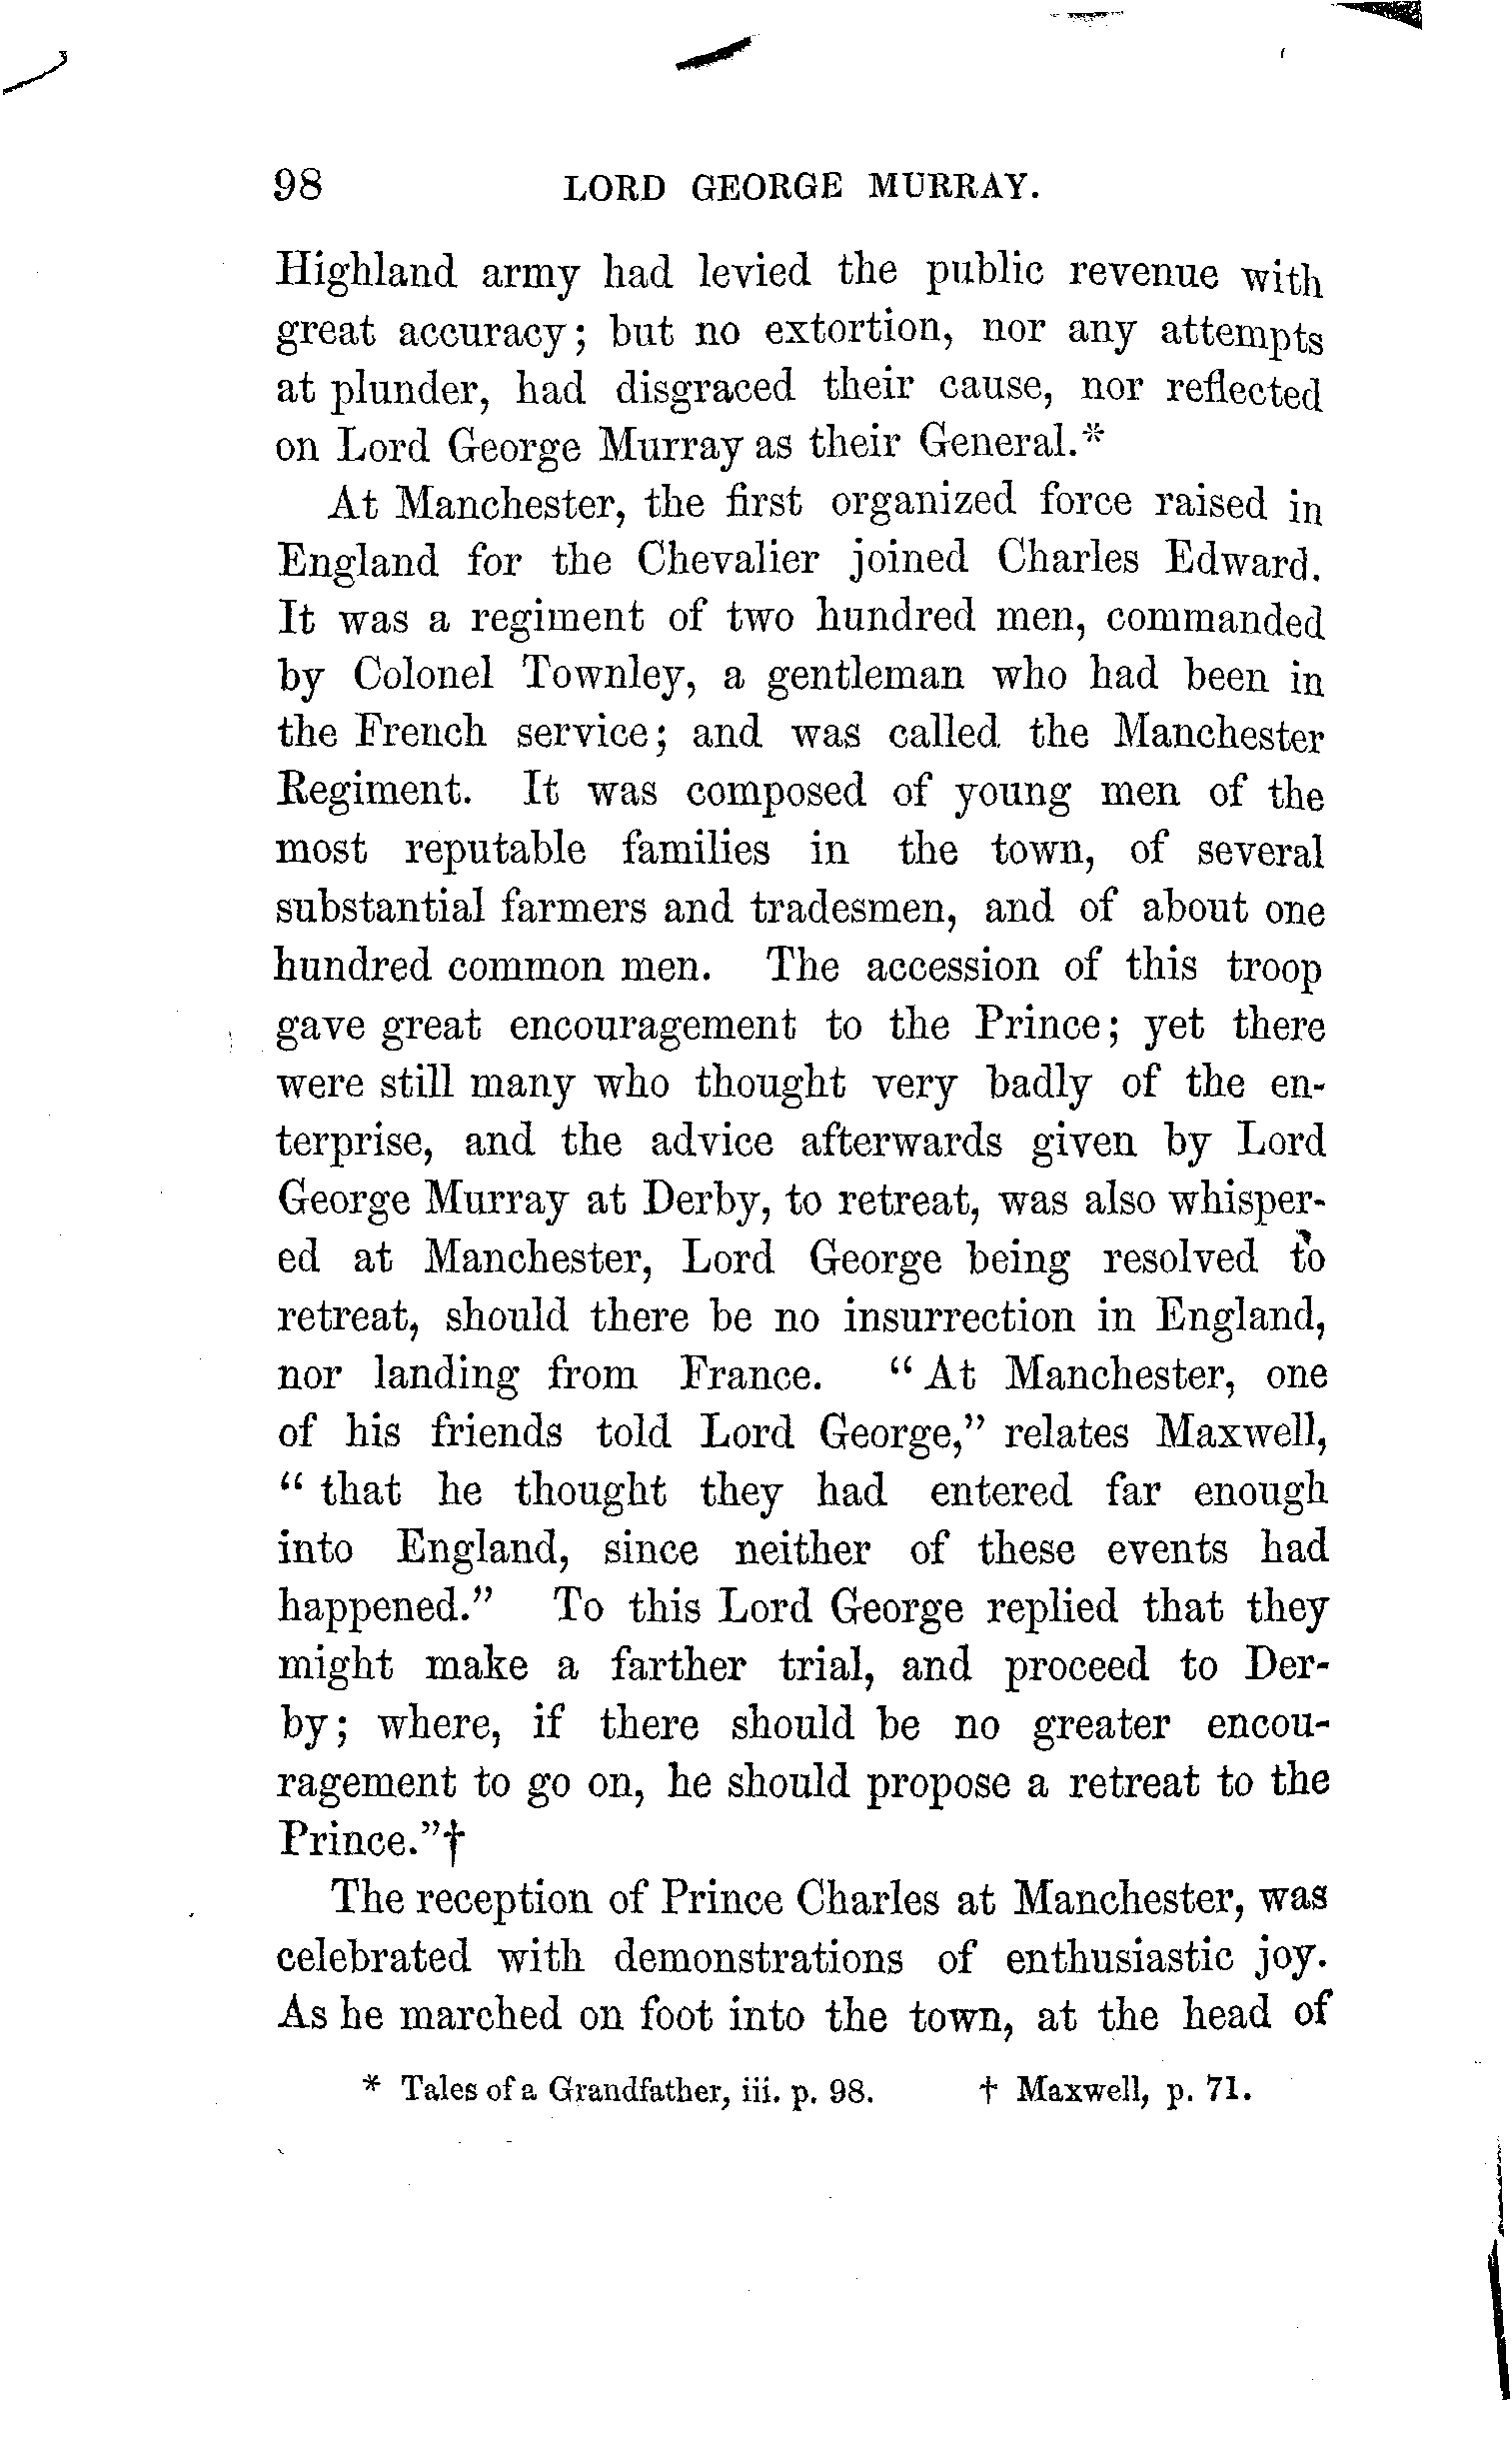 98 LORD GEORGE MURRAY.
Highland army had levied the public revenue with
great accuracy; but no extortion, nor any attempts
at plunder, had disgraced their cause, nor reflected
on Lord George Murray as their General.*
At Manchester, the first organized force raised in
England for the Chevalier joined Charles Edward.
It was a regiment of two hundred men, commanded
by Colonel Townley, a gentleman who had been in
the French service; and was called the Manchester
Regiment. It was composed of young men of the
most reputable families in the town, of several
substantial farmers and tradesmen, and of about one
hundred common men. The accession of this troop
gave great encouragement to the Prince; yet there
were still many who thought very badly of the en-
terprise, and the advice afterwards given by Lord
George Murray at Derby, to retreat, was also whisper-
ed at Manchester, Lord George being resolved to
retreat, should there be no insurrection in England,
nor landing from France. “At Manchester, one
of his friends told Lord George,” relates Maxwell,
“that he thought they had entered far enough
into England, since neither of these events had
happened.” To this Lord George replied that they
might make a farther trial, and proceed to Der-
by; where, if there should be no greater encou-
ragement to go on, he should propose a retreat to the
Prince.”†
The reception of Prince Charles at Manchester, was
celebrated with demonstrations of enthusiastic joy.
As he marched on foot into the town, at the head of
* Tales of a Grandfather, iii. p. 98. † Maxwell, p. 71.